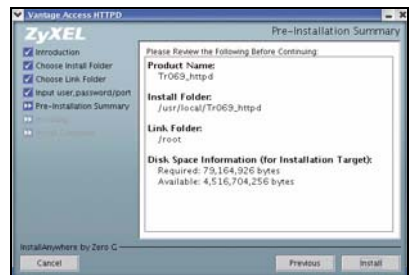 Vantage Access HTTPD
ZyXEL
Pre-Installation Summary
Introduction
Choose Install Folder
Choose Link Folder
Input user,password/port
Pre-Installation Summary
Please Review the Following Before Continuing:
Product Name:
Tr069_httpd
Install Folder:
/usr/local/Tr069_httpd
Link Folder:
/root
Disk Space Information (for Installation Target):
Required: 79,164,926 bytes
Available: 4,516,704,256 bytes
InstallAnywhere by Zero G
Cancel
Previous
Install